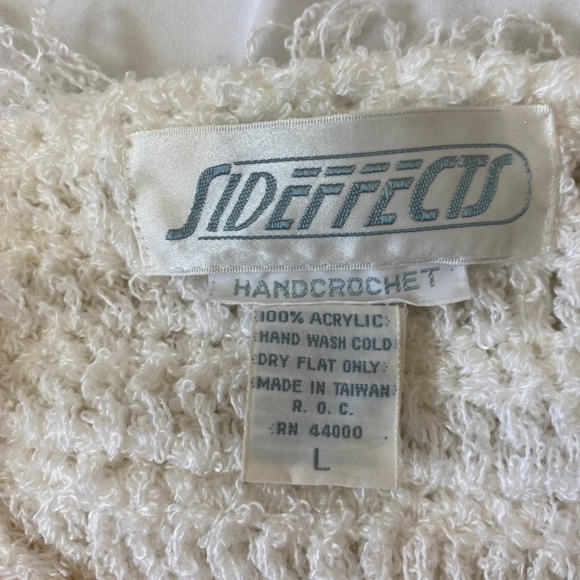 SIDEFFECTS
HANDCROCHET
100% ACRYLIC
HAND WASH COLD
DRY FLAT ONLY
MADE IN TAIWAN
R. O. C.
RN 44000
L